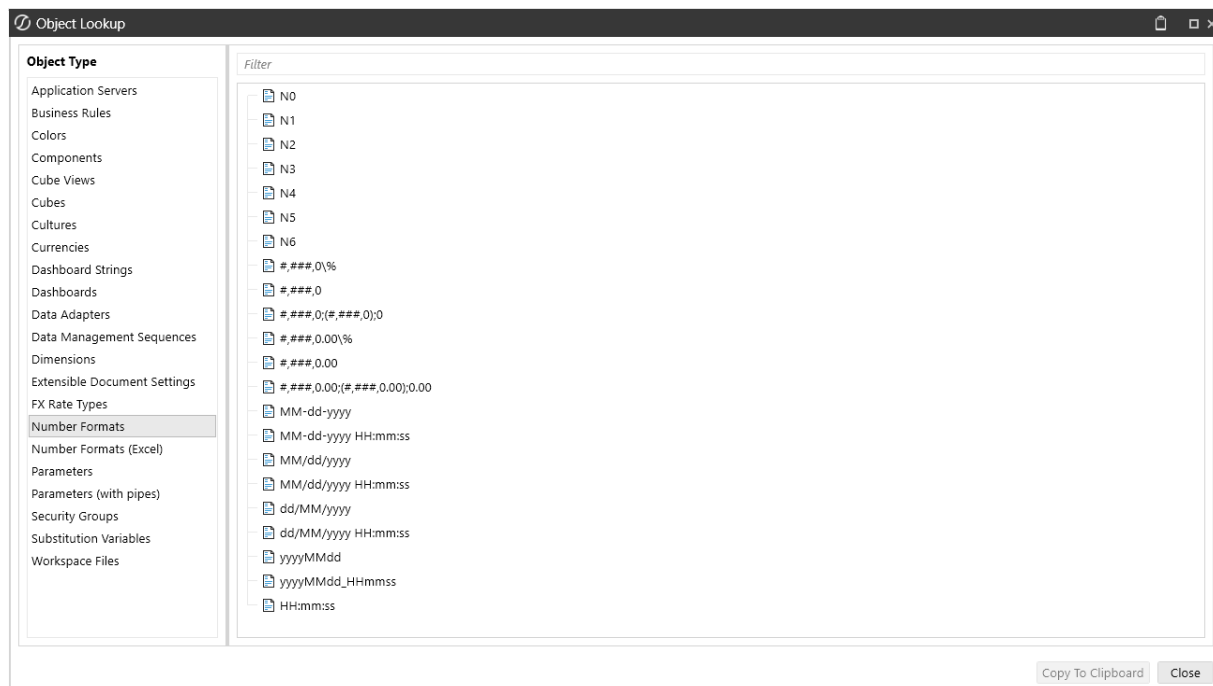 Object Lookup
Object Type
Application Servers
Business Rules
Colors
Components
Cube Views
Cubes
Cultures
Currencies
Dashboard Strings
Dashboards
Data Adapters
Data Management Sequences
Dimensions
Extensible Document Settings
FX Rate Types
Number Formats
Number Formats (Excel)
Parameters
Parameters (with pipes)
Security Groups
Substitution Variables
Workspace Files
Filter
N0
N1
N2
N3
N4
N5
N6
#,###,0\%
#,###,0
#,###,0;(#,###,0);0
#,###,0.00\%
#,###,0.00
#,###,0.00;(#,###,0.00);0.00
MM-dd-yyyy
MM-dd-yyyy HH:mm:ss
MM/dd/yyyy
MM/dd/yyyy HH:mm:ss
dd/MM/yyyy
dd/MM/yyyy HH:mm:ss
yyyyMMdd
yyyyMMdd_HHmmss
HH:mm:ss
Copy To Clipboard
Close